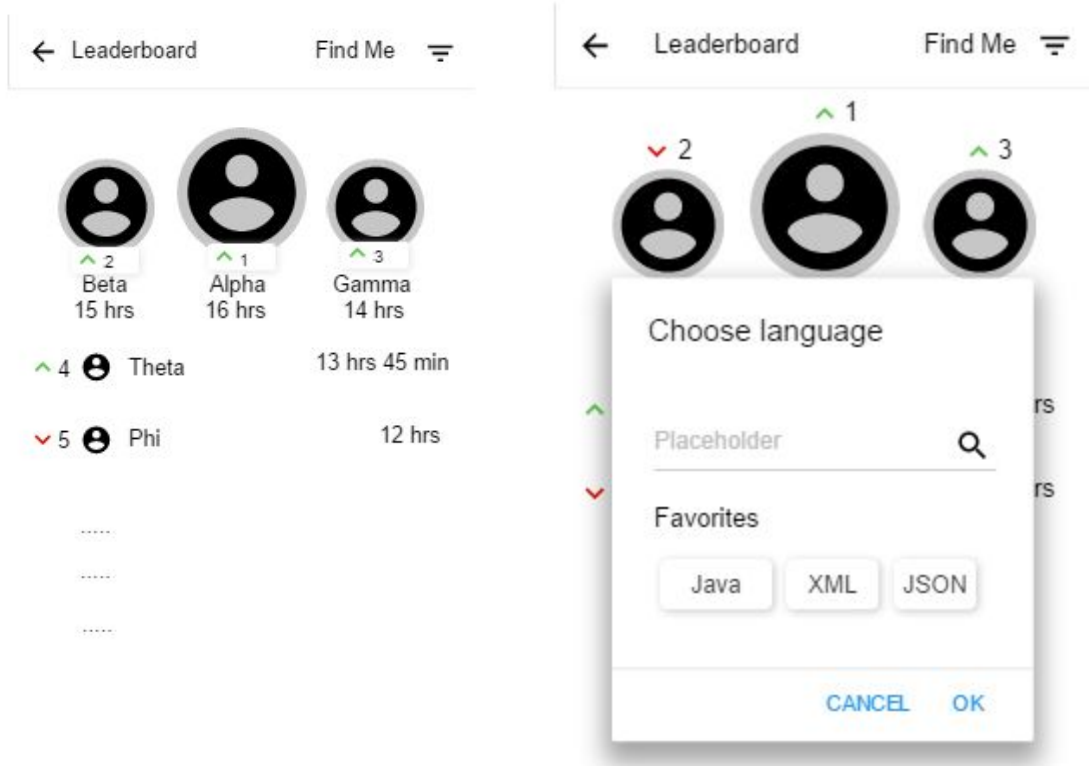 Leaderboard Find Me
2 1 3
Beta Alpha Gamma
15 hrs 16 hrs 14 hrs
4 Theta 13 hrs 45 min
5 Phi 12 hrs
.....
.....
.....
Leaderboard Find Me
1
2 3
Choose language
rs
Placeholder
rs
Favorites
Java XML JSON
CANCEL OK